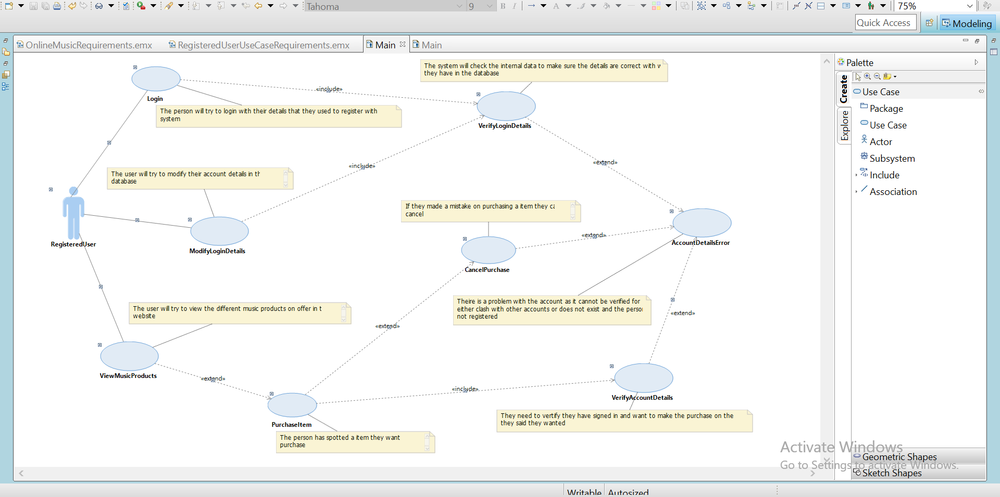 Tahoma
9
B I
A
75%
Quick Access
Modeling
OnlineMusicRequirements.emx
RegisteredUserUseCaseRequirements.emx
Main
Main
The system will check the internal data to make sure the details are correct with w
they have in the database
Login
«include»
The person will try to login with their details that they used to register with
system
VerifyLoginDetails
«include»
«extend»
The user will try to modify their account details in th
database
RegisteredUser
ModifyLoginDetails
If they made a mistake on purchasing a item they ca
cancel
«extend»
AccountDetailsError
CancelPurchase
Theire is a problem with the account as it cannot be verified for
either clash with other accounts or does not exist and the person
not registered
The user will try to view the different music products on offer in t
website
«extend»
«extend»
ViewMusicProducts
«extend»
«include»
VerifyAccountDetails
PurchaseItem
They need to vertify they have signed in and want to make the purchase on the
they said they wanted
The person has spotted a item they want
purchase
Palette
Create
Explore
Use Case
Package
Use Case
Actor
Subsystem
Include
Association
Activate Windows
Go to Settings to activate Windows.
Geometric Shapes
Sketch Shapes
Writable
Autosized